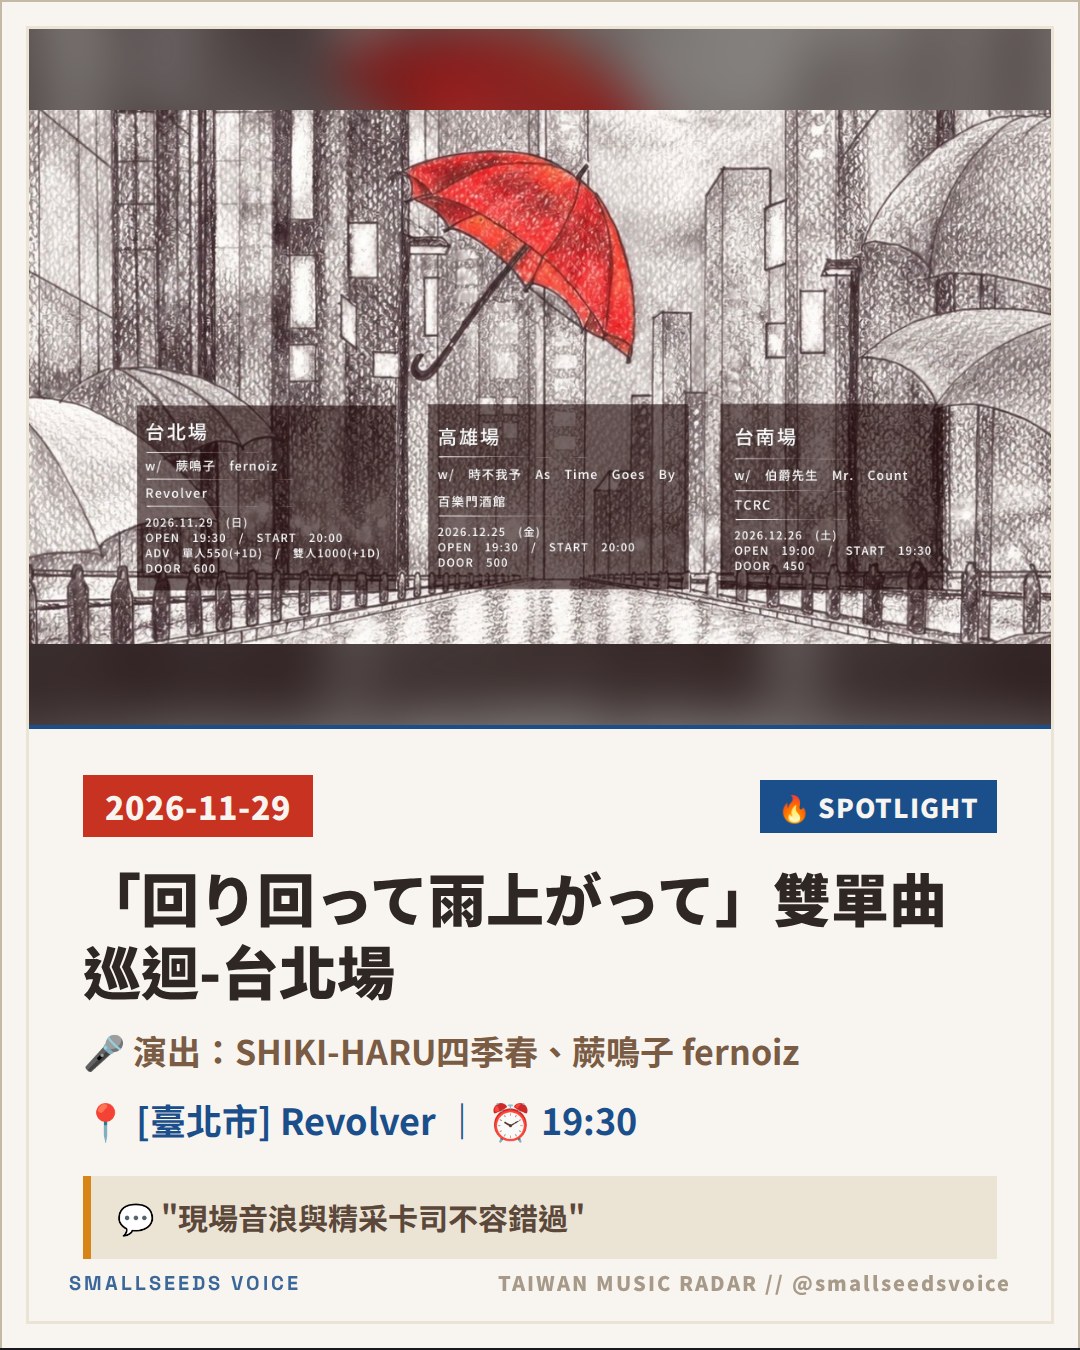 台北場
w/ 蕨鳴子 fernoiz
Revolver
2026.11.29 (日)
OPEN 19:30 / START 20:00
ADV 單人550(+1D) / 雙人1000(+1D)
DOOR 600
高雄場
w/ 時不我予 As Time Goes By
百樂門酒館
2026.12.25 (金)
OPEN 19:30 / START 20:00
DOOR 500
台南場
w/ 伯爵先生 Mr. Count
TCRC
2026.12.26 (土)
OPEN 19:00 / START 19:30
DOOR 450
2026-11-29
🔥 SPOTLIGHT
「回り回って雨上がって」雙單曲
巡迴-台北場
🎤 演出：SHIKI-HARU四季春、蕨鳴子 fernoiz
📍 [臺北市] Revolver ｜ ⏰ 19:30
💬 "現場音浪與精采卡司不容錯過"
SMALLSEEDS VOICE
TAIWAN MUSIC RADAR // @smallseedsvoice